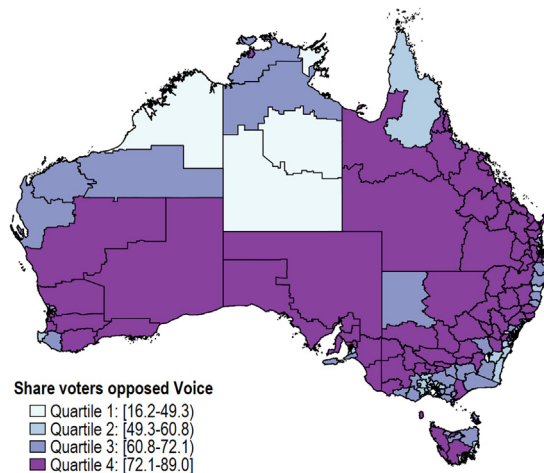 Share voters opposed Voice
Quartile 1: [16.2-49.3)
Quartile 2: [49.3-60.8)
Quartile 3: [60.8-72.1)
Quartile 4: [72.1-89.0]